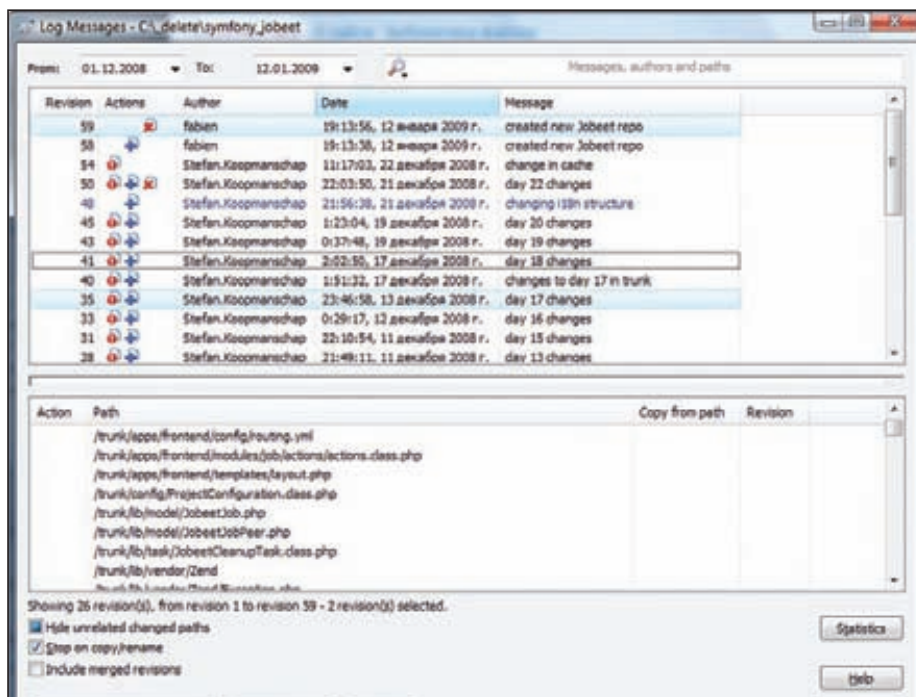 Log Messages - C:\_delete\symfony_jobeet
From: 01.12.2008 To: 12.01.2009 Messages, authors and paths
Revision Actions Author Date Message
59 fabien 19:13:56, 12 января 2009 г. created new Jobeet repo
58 fabien 19:13:38, 12 января 2009 г. created new Jobeet repo
54 Stefan.Koopmanschap 11:17:03, 22 декабря 2008 г. change in cache
50 Stefan.Koopmanschap 22:03:50, 21 декабря 2008 г. day 22 changes
48 Stefan.Koopmanschap 21:56:38, 21 декабря 2008 г. changing i18n structure
45 Stefan.Koopmanschap 1:23:04, 19 декабря 2008 г. day 20 changes
43 Stefan.Koopmanschap 0:37:48, 19 декабря 2008 г. day 19 changes
41 Stefan.Koopmanschap 2:02:50, 17 декабря 2008 г. day 18 changes
40 Stefan.Koopmanschap 1:51:32, 17 декабря 2008 г. changes to day 17 in trunk
35 Stefan.Koopmanschap 23:46:58, 13 декабря 2008 г. day 17 changes
33 Stefan.Koopmanschap 0:29:17, 12 декабря 2008 г. day 16 changes
31 Stefan.Koopmanschap 22:10:54, 11 декабря 2008 г. day 15 changes
28 Stefan.Koopmanschap 21:49:11, 11 декабря 2008 г. day 13 changes
Action Path Copy from path Revision
/trunk/apps/frontend/config/routing.yml
/trunk/apps/frontend/modules/job/actions/actions.class.php
/trunk/apps/frontend/templates/layout.php
/trunk/config/ProjectConfiguration.class.php
/trunk/lib/model/JobeetJob.php
/trunk/lib/model/JobeetJobPeer.php
/trunk/lib/task/JobeetCleanupTask.class.php
/trunk/lib/vendor/Zend
/trunk/lib/vendor/Zend/Exception.php
Showing 26 revision(s), from revision 1 to revision 59 - 2 revision(s) selected.
Hide unrelated changed paths
Statistics
Stop on copy/rename
Include merged revisions
Help